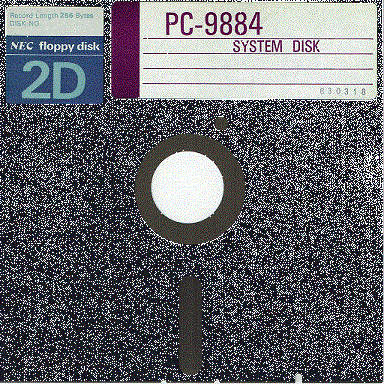 Record Length 256 Bytes
DISK NO.
NEC floppy disk
2D
PC-9884
SYSTEM DISK
830318